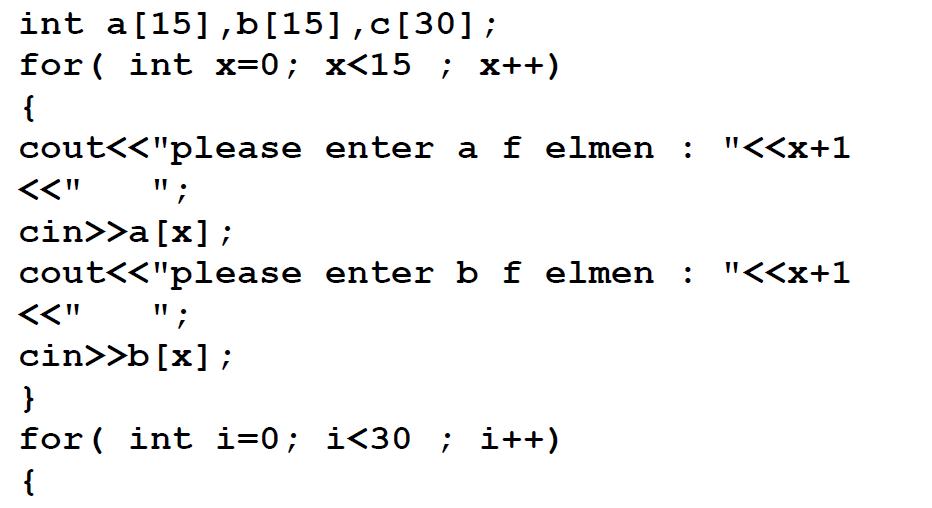 int a[15],b[15],c[30];
for( int x=0; x<15 ; x++)
{
cout<<"please enter a f elmen : "<<x+1
<<"   ";
cin>>a[x];
cout<<"please enter b f elmen : "<<x+1
<<"   ";
cin>>b[x];
}
for( int i=0; i<30 ; i++)
{